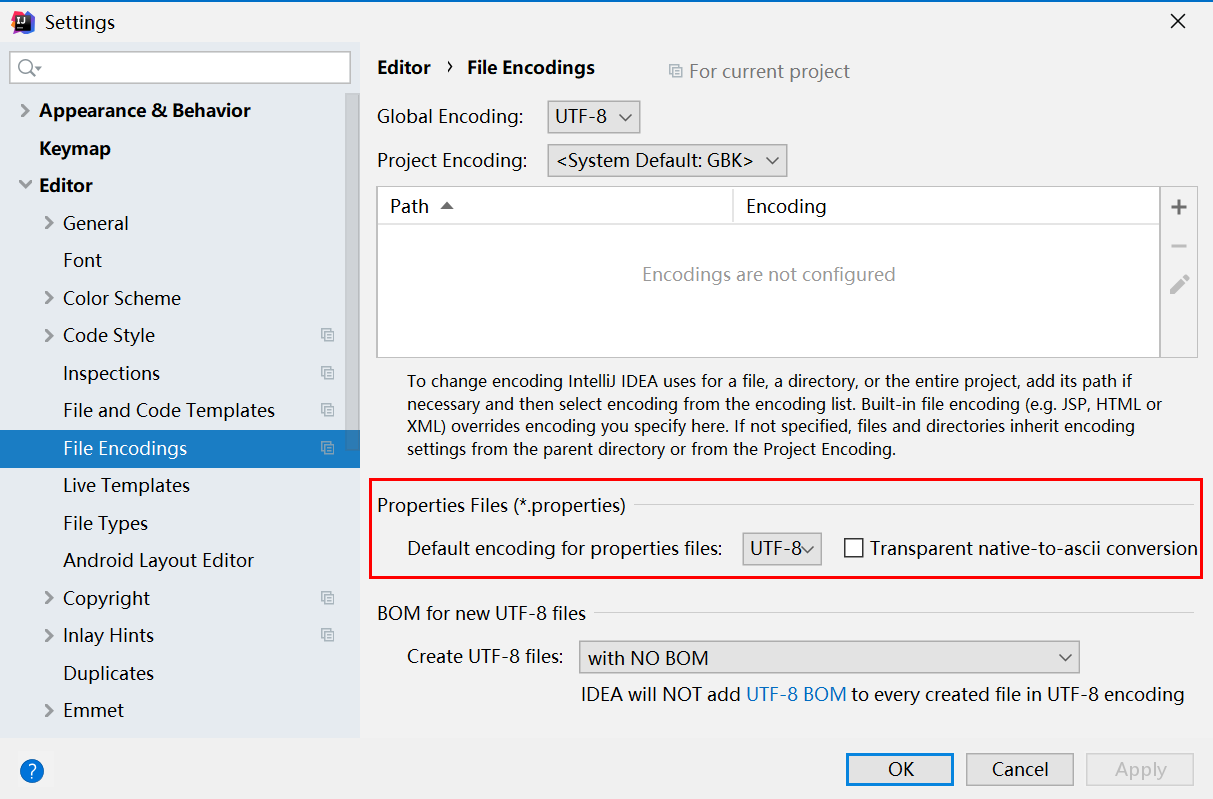 Settings
Appearance & Behavior
Keymap
Editor
General
Font
Color Scheme
Code Style
Inspections
File and Code Templates
File Encodings
Live Templates
File Types
Android Layout Editor
Copyright
Inlay Hints
Duplicates
Emmet
Editor › File Encodings
For current project
Global Encoding: UTF-8
Project Encoding: <System Default: GBK>
Path Encoding
Encodings are not configured
To change encoding IntelliJ IDEA uses for a file, a directory, or the entire project, add its path if
necessary and then select encoding from the encoding list. Built-in file encoding (e.g. JSP, HTML or
XML) overrides encoding you specify here. If not specified, files and directories inherit encoding
settings from the parent directory or from the Project Encoding.
Properties Files (*.properties)
Default encoding for properties files: UTF-8 Transparent native-to-ascii conversion
BOM for new UTF-8 files
Create UTF-8 files: with NO BOM
IDEA will NOT add UTF-8 BOM to every created file in UTF-8 encoding
?
OK Cancel Apply